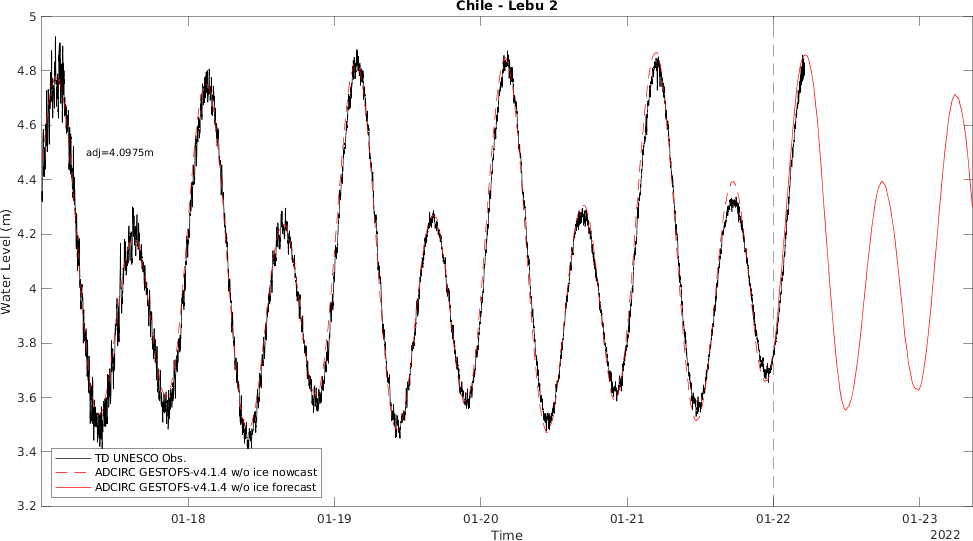 Chile - Lebu 2
5
4.8
4.6
4.4
4.2
4
3.8
3.6
3.4
3.2
Water Level (m)
adj=4.0975m
TD UNESCO Obs.
ADCIRC GESTOFS-v4.1.4 w/o ice nowcast
ADCIRC GESTOFS-v4.1.4 w/o ice forecast
01-18 01-19 01-20 01-21 01-22 01-23
Time
2022